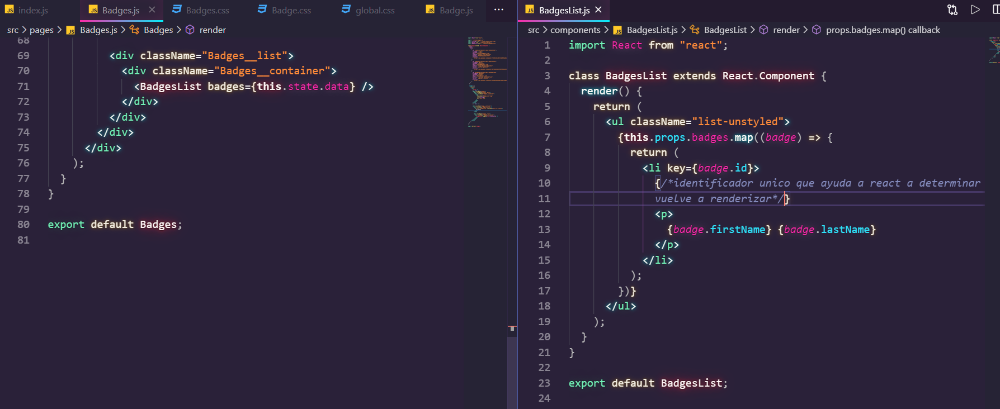 index.js
Badges.js
Badges.css
Badge.css
global.css
Badge.js
src > pages > Badges.js > Badges > render
68
69 <div className="Badges__list">
70 <div className="Badges__container">
71 <BadgesList badges={this.state.data} />
72 </div>
73 </div>
74 </div>
75 </div>
76 );
77 }
78 }
79
80 export default Badges;
81
BadgesList.js
src > components > BadgesList.js > BadgesList > render > props.badges.map() callback
1 import React from "react";
2
3 class BadgesList extends React.Component {
4 render() {
5 return (
6 <ul className="list-unstyled">
7 {this.props.badges.map((badge) => {
8 return (
9 <li key={badge.id}>
10 {/*identificador unico que ayuda a react a determinar
11 vuelve a renderizar*/}
12 <p>
13 {badge.firstName} {badge.lastName}
14 </p>
15 </li>
16 );
17 })}
18 </ul>
19 );
20 }
21 }
22
23 export default BadgesList;
24